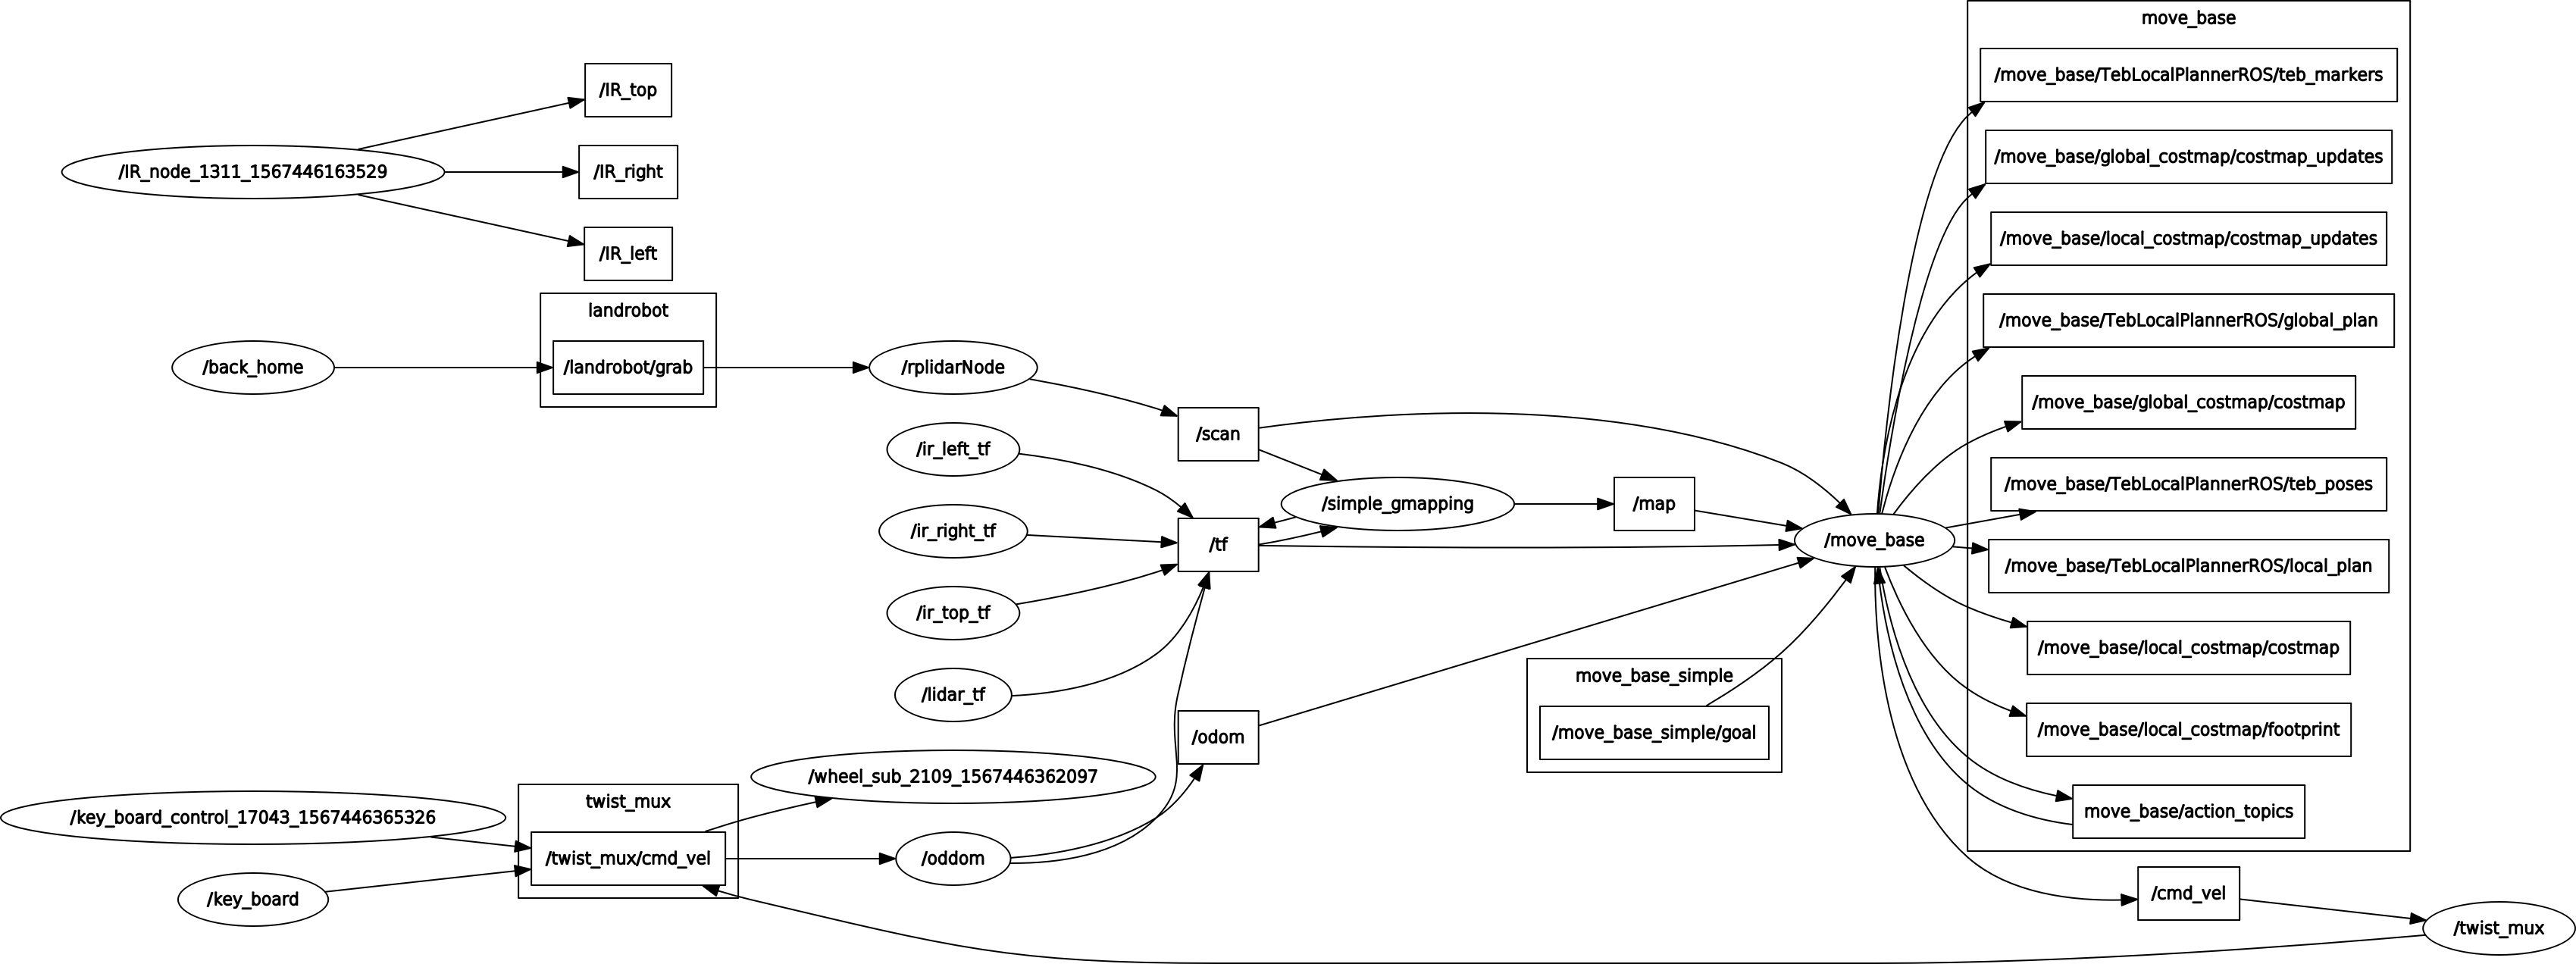 move_base
/move_base/TebLocalPlannerROS/teb_markers
/IR_top
/move_base/global_costmap/costmap_updates
/IR_node_1311_1567446163529
/IR_right
/move_base/local_costmap/costmap_updates
/IR_left
landrobot
/move_base/TebLocalPlannerROS/global_plan
/back_home
/landrobot/grab
/rplidarNode
/move_base/global_costmap/costmap
/scan
/ir_left_tf
/move_base/TebLocalPlannerROS/teb_poses
/simple_gmapping
/map
/ir_right_tf
/tf
/move_base
/move_base/TebLocalPlannerROS/local_plan
/ir_top_tf
/move_base/local_costmap/costmap
/lidar_tf
move_base_simple
/odom
/move_base_simple/goal
/move_base/local_costmap/footprint
/wheel_sub_2109_1567446362097
twist_mux
/key_board_control_17043_1567446365326
move_base/action_topics
/twist_mux/cmd_vel
/oddom
/key_board
/cmd_vel
/twist_mux